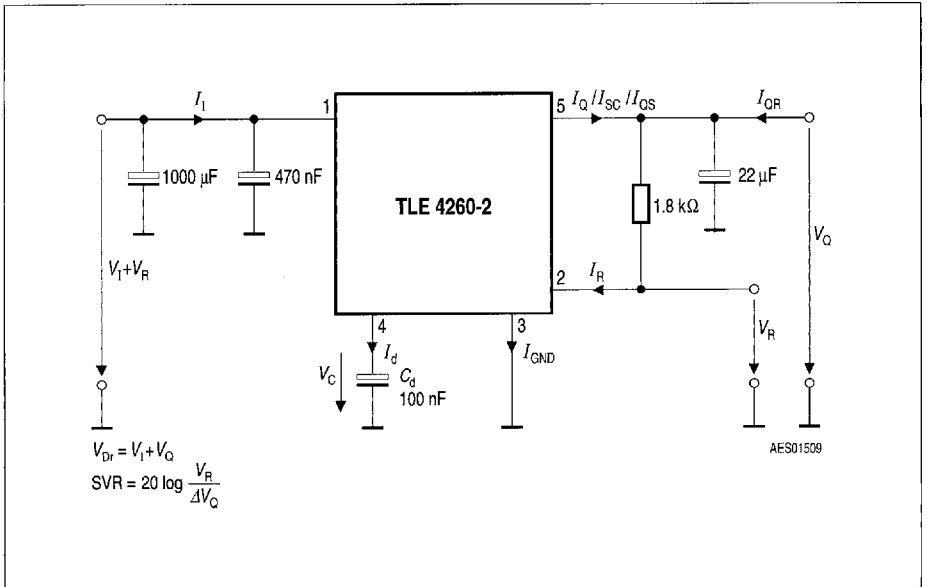 I_I
1
5
I_Q /I_SC /I_QS
I_QR
1000 µF
470 nF
TLE 4260-2
1.8 kΩ
22 µF
V_I+V_R
V_Q
2
I_R
V_R
4
3
I_d
I_GND
V_C
C_d
100 nF
V_Dr = V_I+V_Q
SVR = 20 log V_R / ΔV_Q
AES01509